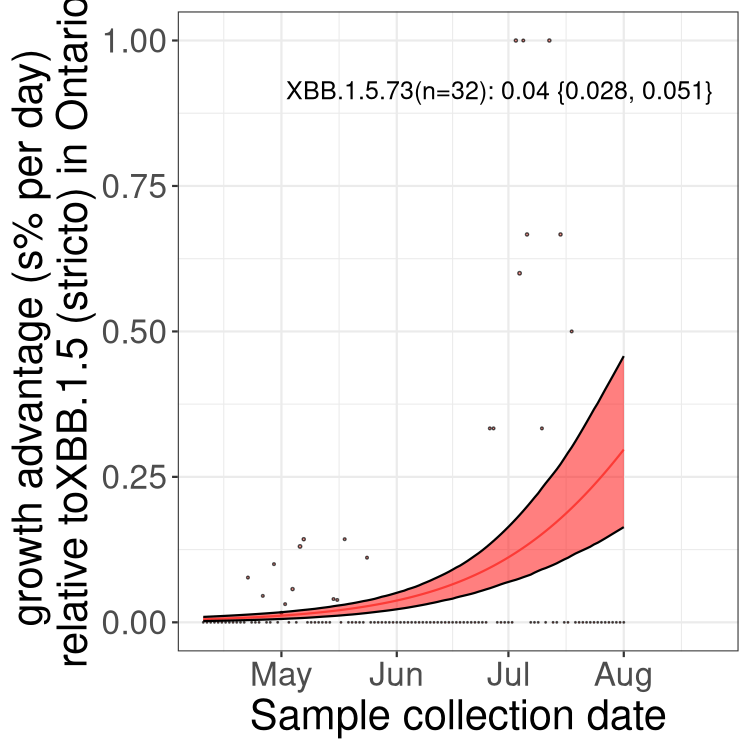 growth advantage (s% per day)
relative toXBB.1.5 (stricto) in Ontario
1.00
XBB.1.5.73(n=32): 0.04 {0.028, 0.051}
0.75
0.50
0.25
0.00
May Jun Jul Aug
Sample collection date